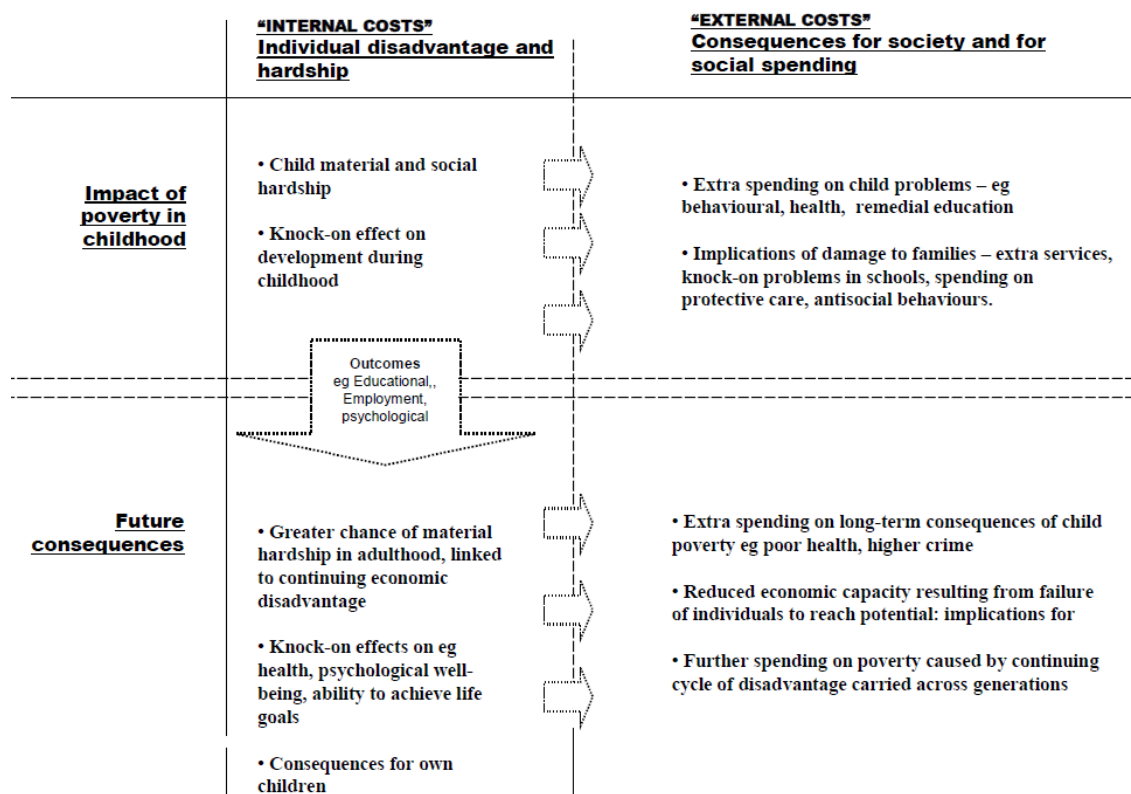 “INTERNAL COSTS”
Individual disadvantage and
hardship
“EXTERNAL COSTS”
Consequences for society and for
social spending
Impact of
poverty in
childhood
• Child material and social
hardship
• Knock-on effect on
development during
childhood
• Extra spending on child problems – eg
behavioural, health, remedial education
• Implications of damage to families – extra services,
knock-on problems in schools, spending on
protective care, antisocial behaviours.
Outcomes
eg Educational,,
Employment,
psychological
Future
consequences
• Greater chance of material
hardship in adulthood, linked
to continuing economic
disadvantage
• Knock-on effects on eg
health, psychological well-
being, ability to achieve life
goals
• Consequences for own
children
• Extra spending on long-term consequences of child
poverty eg poor health, higher crime
• Reduced economic capacity resulting from failure
of individuals to reach potential: implications for
• Further spending on poverty caused by continuing
cycle of disadvantage carried across generations